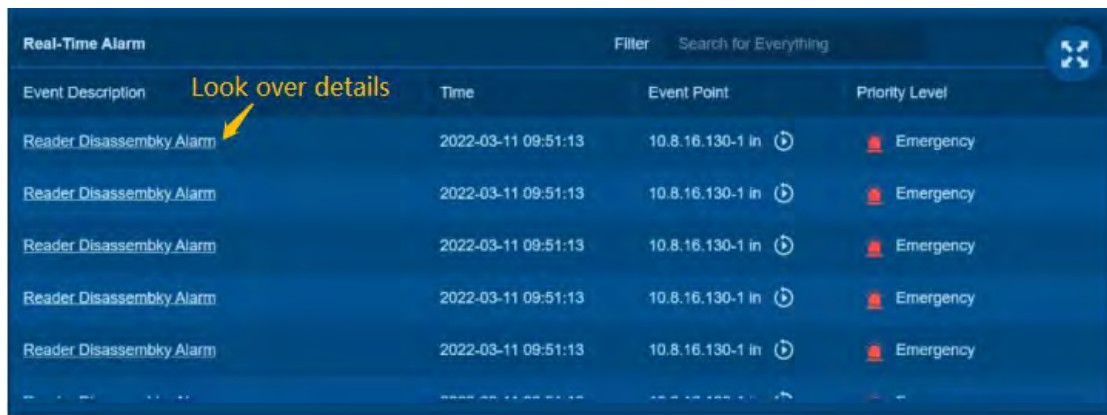 Real-Time Alarm Filter Search for Everything
Look over details
Event Description Time Event Point Priority Level
Reader Disassembky Alarm 2022-03-11 09:51:13 10.8.16.130-1 in Emergency
Reader Disassembky Alarm 2022-03-11 09:51:13 10.8.16.130-1 in Emergency
Reader Disassembky Alarm 2022-03-11 09:51:13 10.8.16.130-1 in Emergency
Reader Disassembky Alarm 2022-03-11 09:51:13 10.8.16.130-1 in Emergency
Reader Disassembky Alarm 2022-03-11 09:51:13 10.8.16.130-1 in Emergency